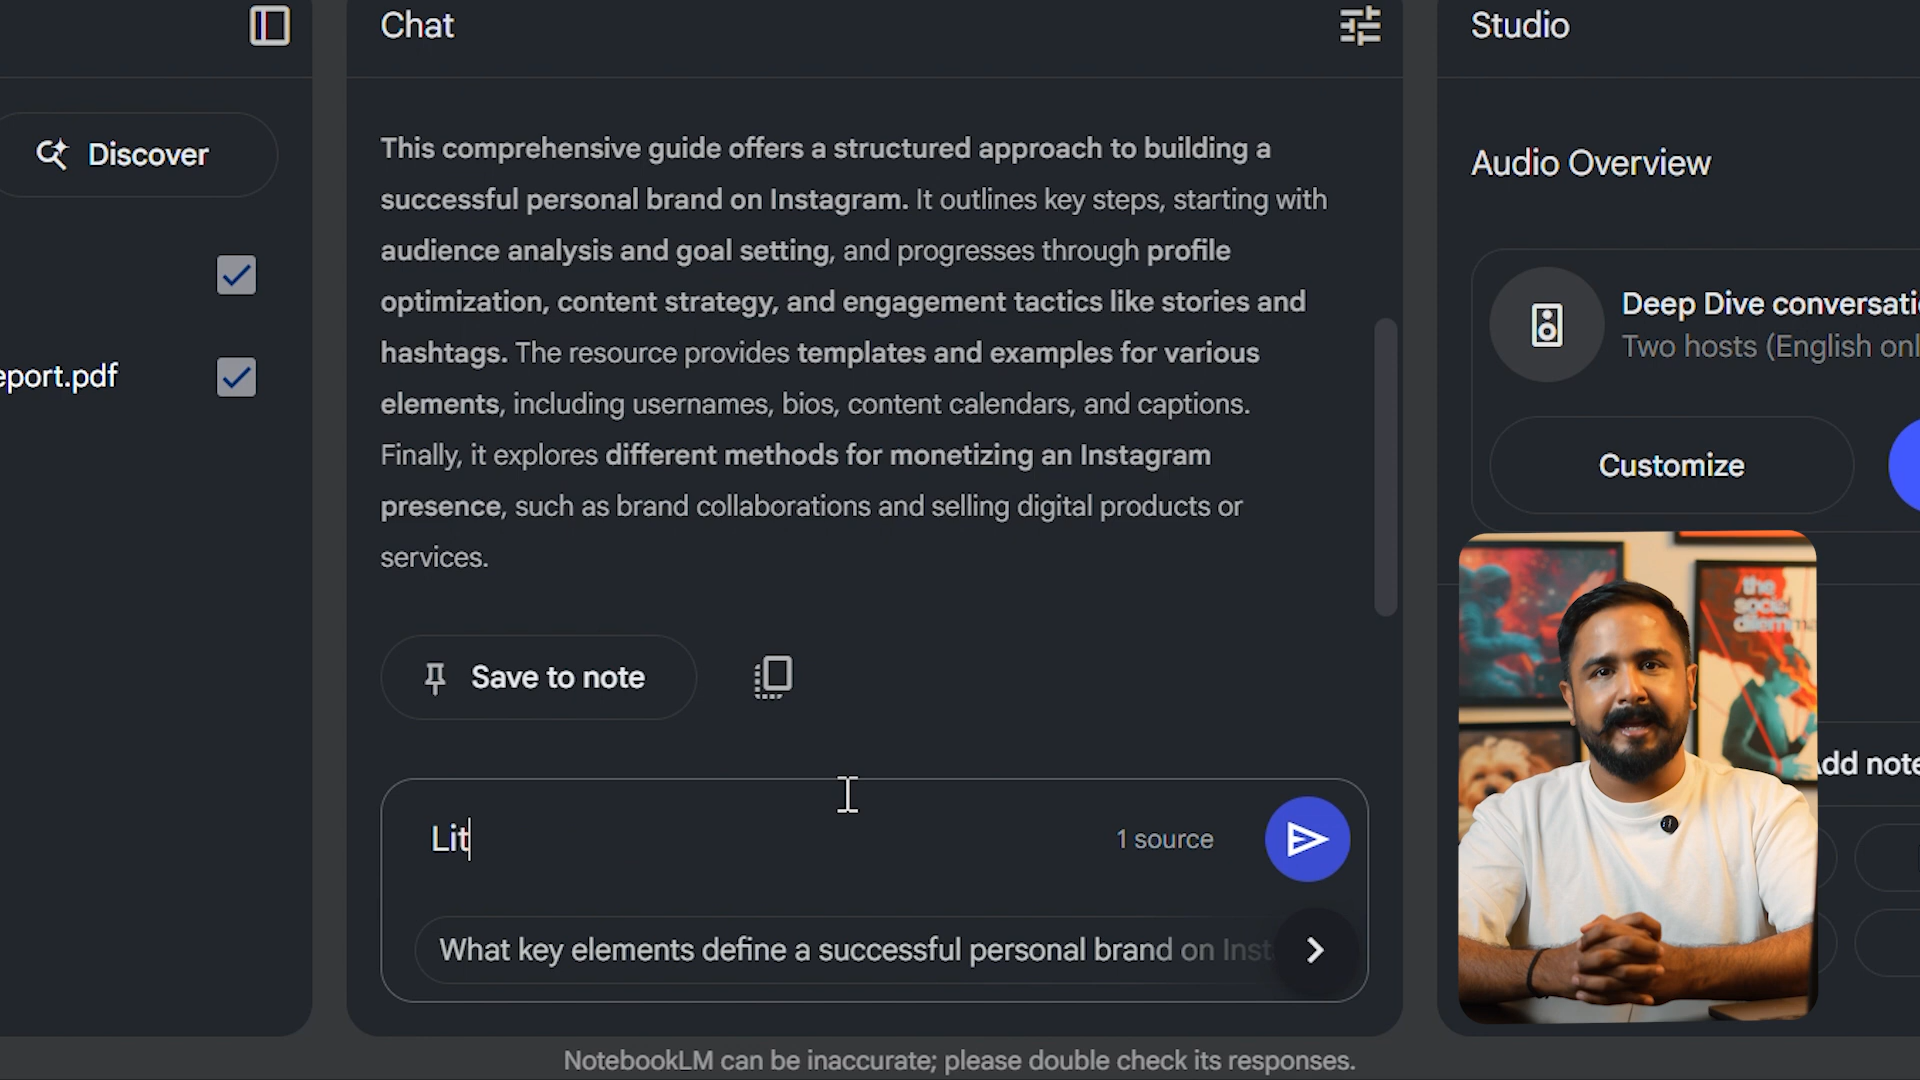 Chat
Studio
Discover
This comprehensive guide offers a structured approach to building a
successful personal brand on Instagram. It outlines key steps, starting with
audience analysis and goal setting, and progresses through profile
optimization, content strategy, and engagement tactics like stories and
hashtags. The resource provides templates and examples for various
elements, including usernames, bios, content calendars, and captions.
Finally, it explores different methods for monetizing an Instagram
presence, such as brand collaborations and selling digital products or
services.
eport.pdf
Save to note
Lit
1 source
What key elements define a successful personal brand on Inst
Audio Overview
Deep Dive conversati
Two hosts (English onl
Customize
the
social
dilemma
Add note
NotebookLM can be inaccurate; please double check its responses.